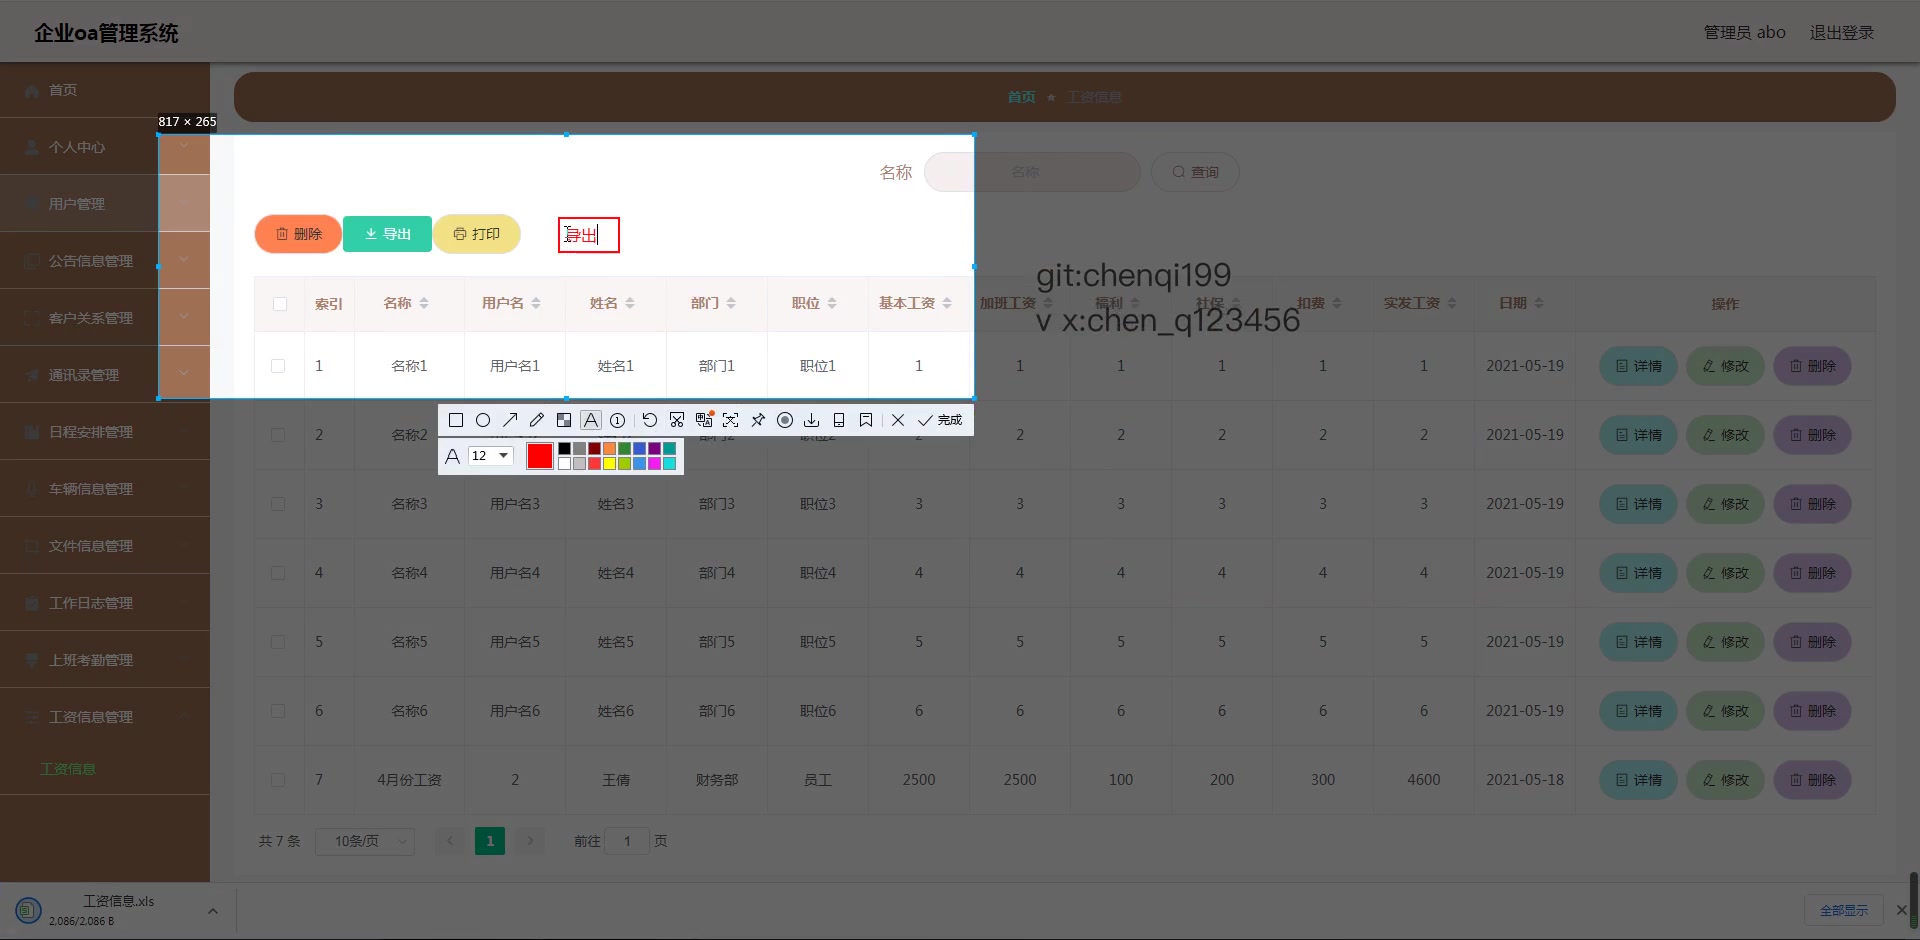 企业oa管理系统
管理员 abo 退出登录
首页
首页 ★ 工资信息
817 × 265
个人中心
名称 名称 查询
用户管理
删除 导出 打印 导出
公告信息管理
git:chenqi199
索引 名称 用户名 姓名 部门 职位 基本工资 加班工资 福利 社保 扣费 实发工资 日期 操作
客户关系管理
v x:chen_q123456
1 名称1 用户名1 姓名1 部门1 职位1 1 1 1 1 1 1 2021-05-19 详情 修改 删除
通讯录管理
完成
2 名称2 2 2 2 2 2 2021-05-19 详情 修改 删除
日程安排管理
12
车辆信息管理
3 名称3 用户名3 姓名3 部门3 职位3 3 3 3 3 3 3 2021-05-19 详情 修改 删除
文件信息管理
4 名称4 用户名4 姓名4 部门4 职位4 4 4 4 4 4 4 2021-05-19 详情 修改 删除
工作日志管理
5 名称5 用户名5 姓名5 部门5 职位5 5 5 5 5 5 5 2021-05-19 详情 修改 删除
上班考勤管理
6 名称6 用户名6 姓名6 部门6 职位6 6 6 6 6 6 6 2021-05-19 详情 修改 删除
工资信息管理
工资信息
7 4月份工资 2 王倩 财务部 员工 2500 2500 100 200 300 4600 2021-05-18 详情 修改 删除
共 7 条 10条/页 1 前往 1 页
工资信息.xls
2,086/2,086 B
全部显示